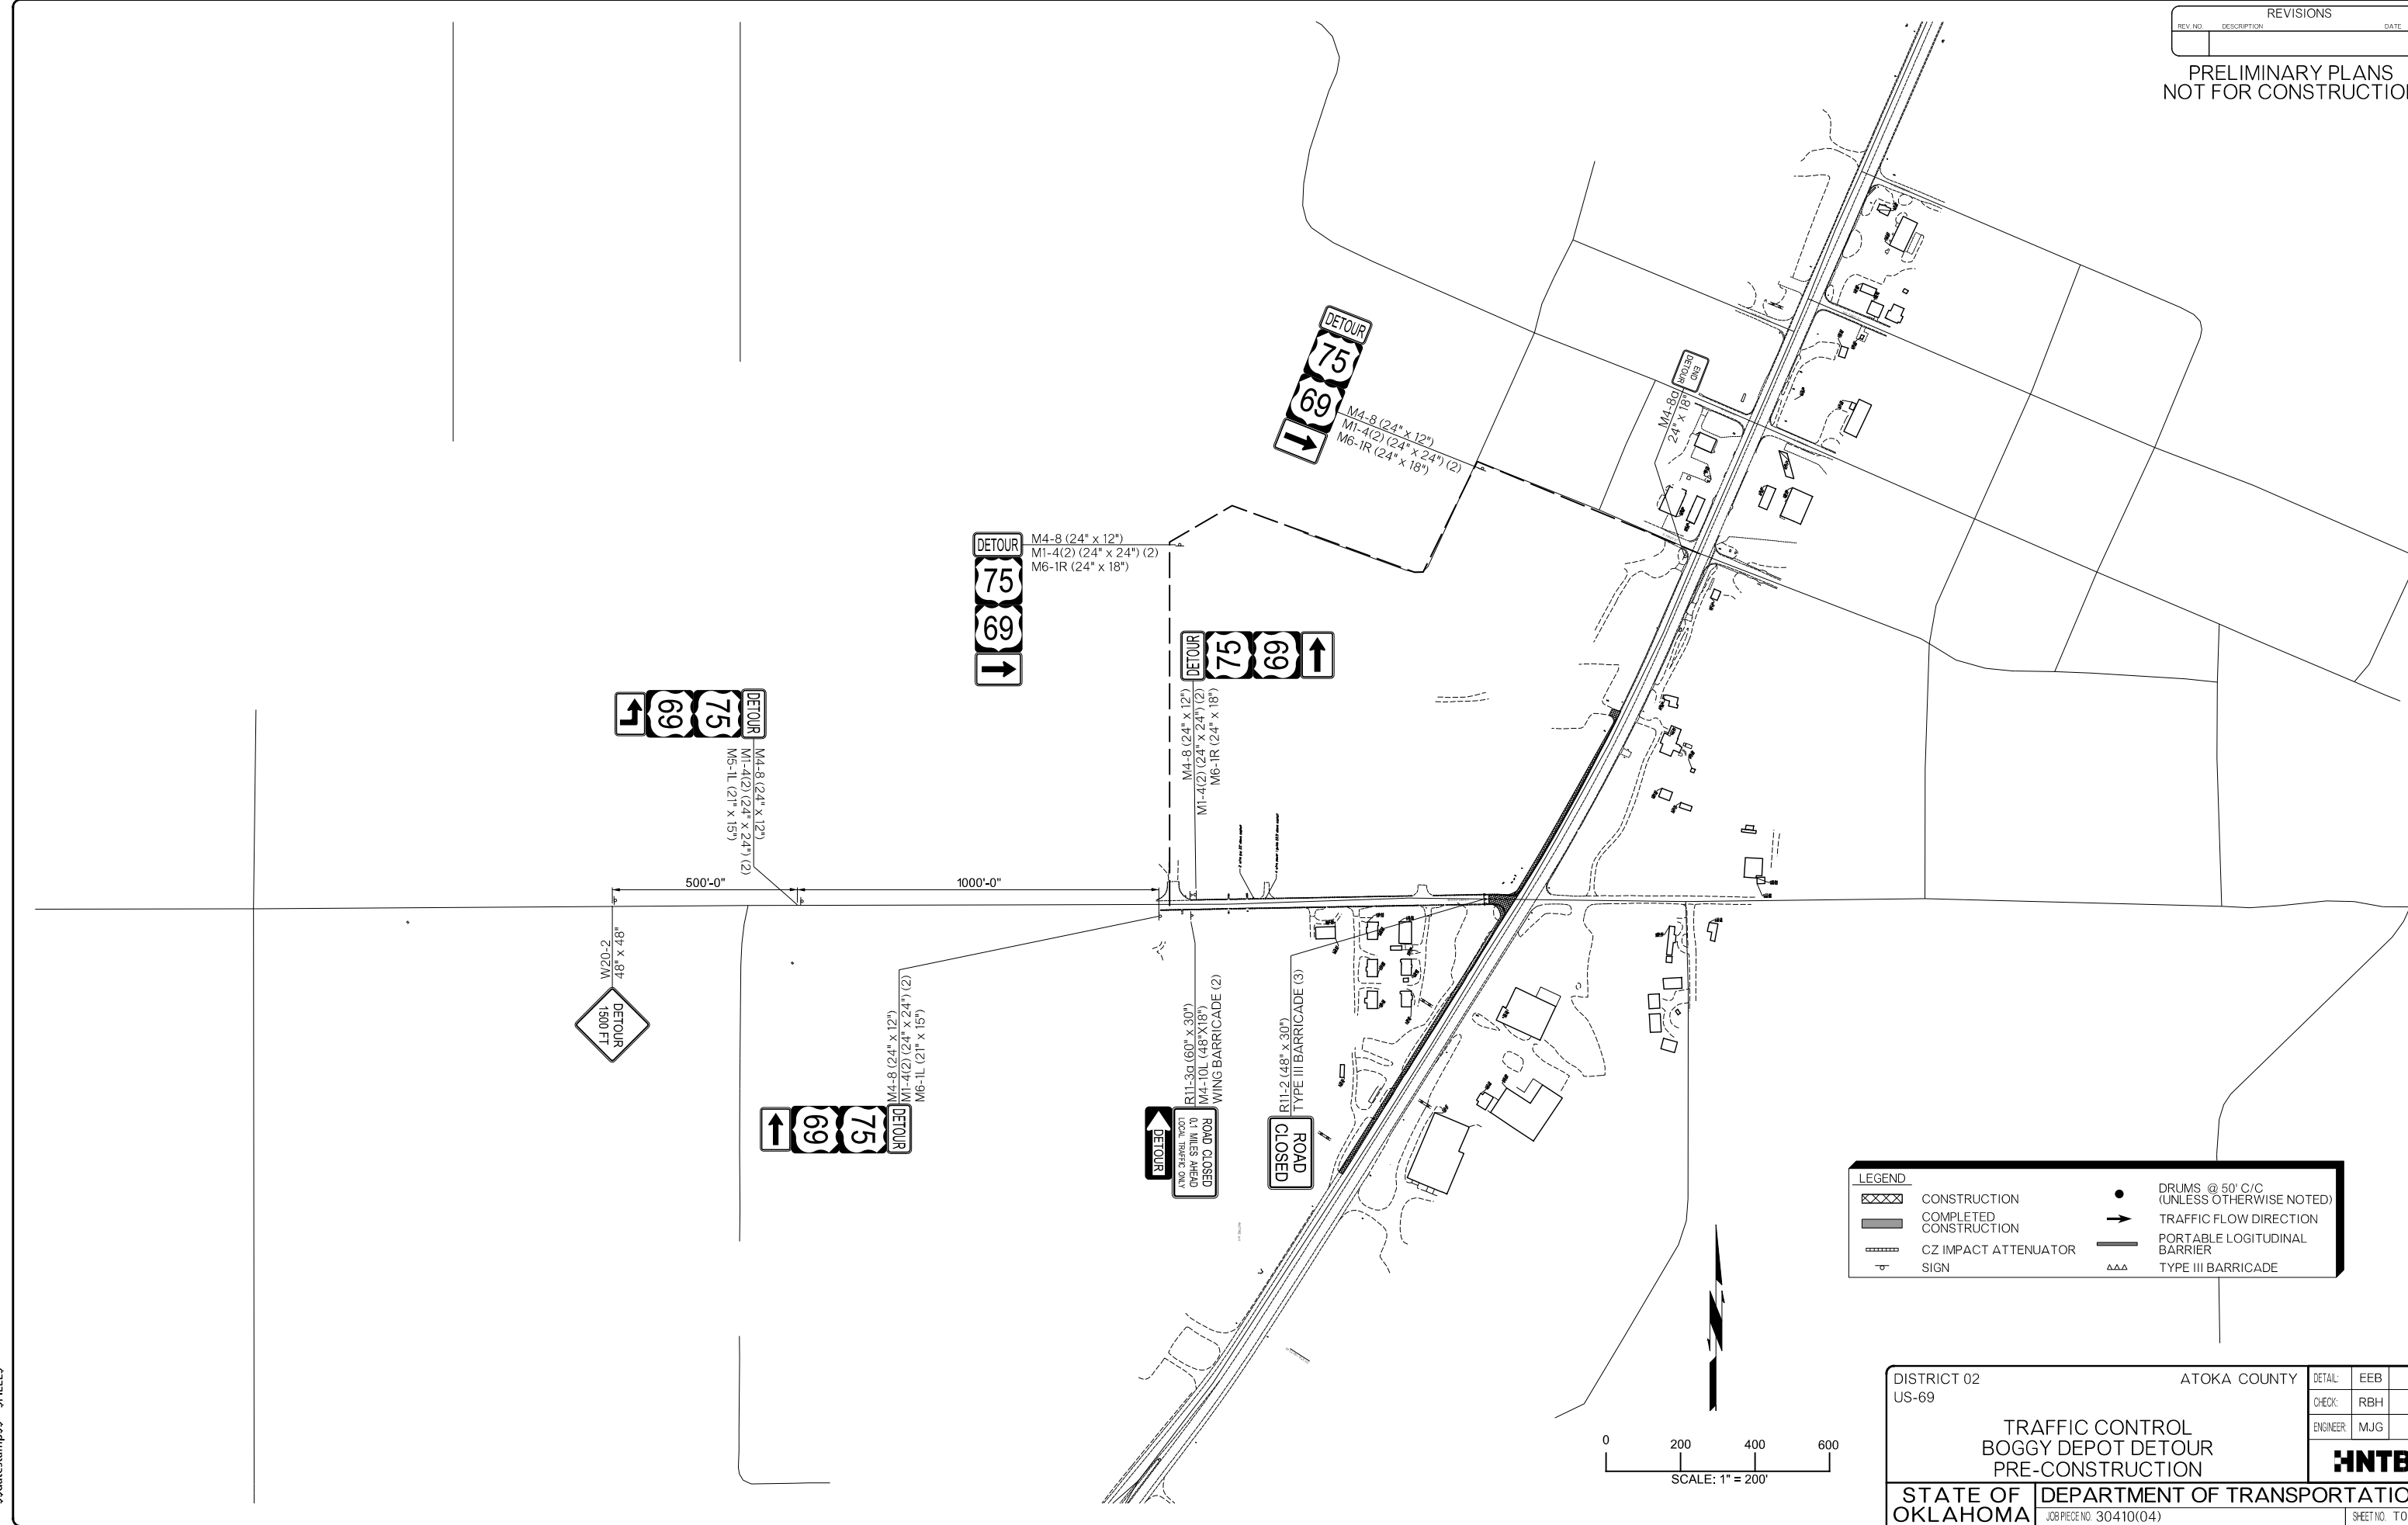 REVISIONS
REV. NO. DESCRIPTION DATE
PRELIMINARY PLANS
NOT FOR CONSTRUCTION
DETOUR
75
69
M4-8 (24" x 12")
M1-4(2) (24" x 24") (2)
M6-1R (24" x 18")
END
DETOUR
M4-8a
24" x 18"
DETOUR
75
69
M4-8 (24" x 12")
M1-4(2) (24" x 24") (2)
M6-1R (24" x 18")
DETOUR
75
69
M4-8 (24" x 12")
M1-4(2) (24" x 24") (2)
M6-1R (24" x 18")
DETOUR
75
69
M4-8 (24" x 12")
M1-4(2) (24" x 24") (2)
M5-1L (21" x 15")
500'-0"
1000'-0"
W20-2
48" x 48"
DETOUR
1500 FT
M4-8 (24" x 12")
M1-4(2) (24" x 24") (2)
M6-1L (21" x 15")
DETOUR
75
69
R11-3a (60" x 30")
M4-10L (48"X18")
WING BARRICADE (2)
ROAD CLOSED
0.1 MILES AHEAD
LOCAL TRAFFIC ONLY
DETOUR
R11-2 (48" x 30")
TYPE III BARRICADE (3)
ROAD
CLOSED
LEGEND
CONSTRUCTION
COMPLETED
CONSTRUCTION
CZ IMPACT ATTENUATOR
SIGN
DRUMS @ 50' C/C
(UNLESS OTHERWISE NOTED)
TRAFFIC FLOW DIRECTION
PORTABLE LOGITUDINAL
BARRIER
TYPE III BARRICADE
0 200 400 600
SCALE: 1" = 200'
DISTRICT 02 ATOKA COUNTY
US-69
TRAFFIC CONTROL
BOGGY DEPOT DETOUR
PRE-CONSTRUCTION
DETAIL: EEB
CHECK: RBH
ENGINEER: MJG
HNTB
STATE OF
OKLAHOMA
DEPARTMENT OF TRANSPORTATIO
JOB PIECE NO. 30410(04) SHEET NO. TO